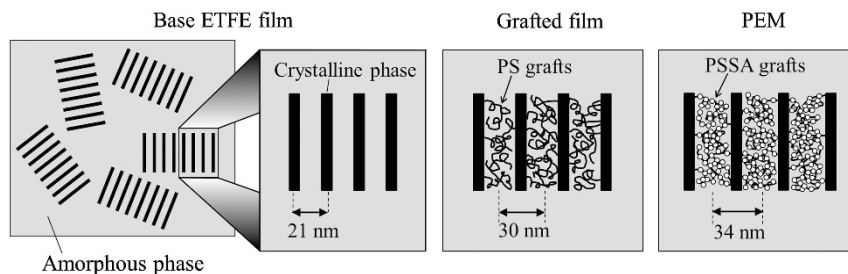 Base ETFE film
Grafted film
PEM
Crystalline phase
PS grafts
PSSA grafts
21 nm
30 nm
34 nm
Amorphous phase